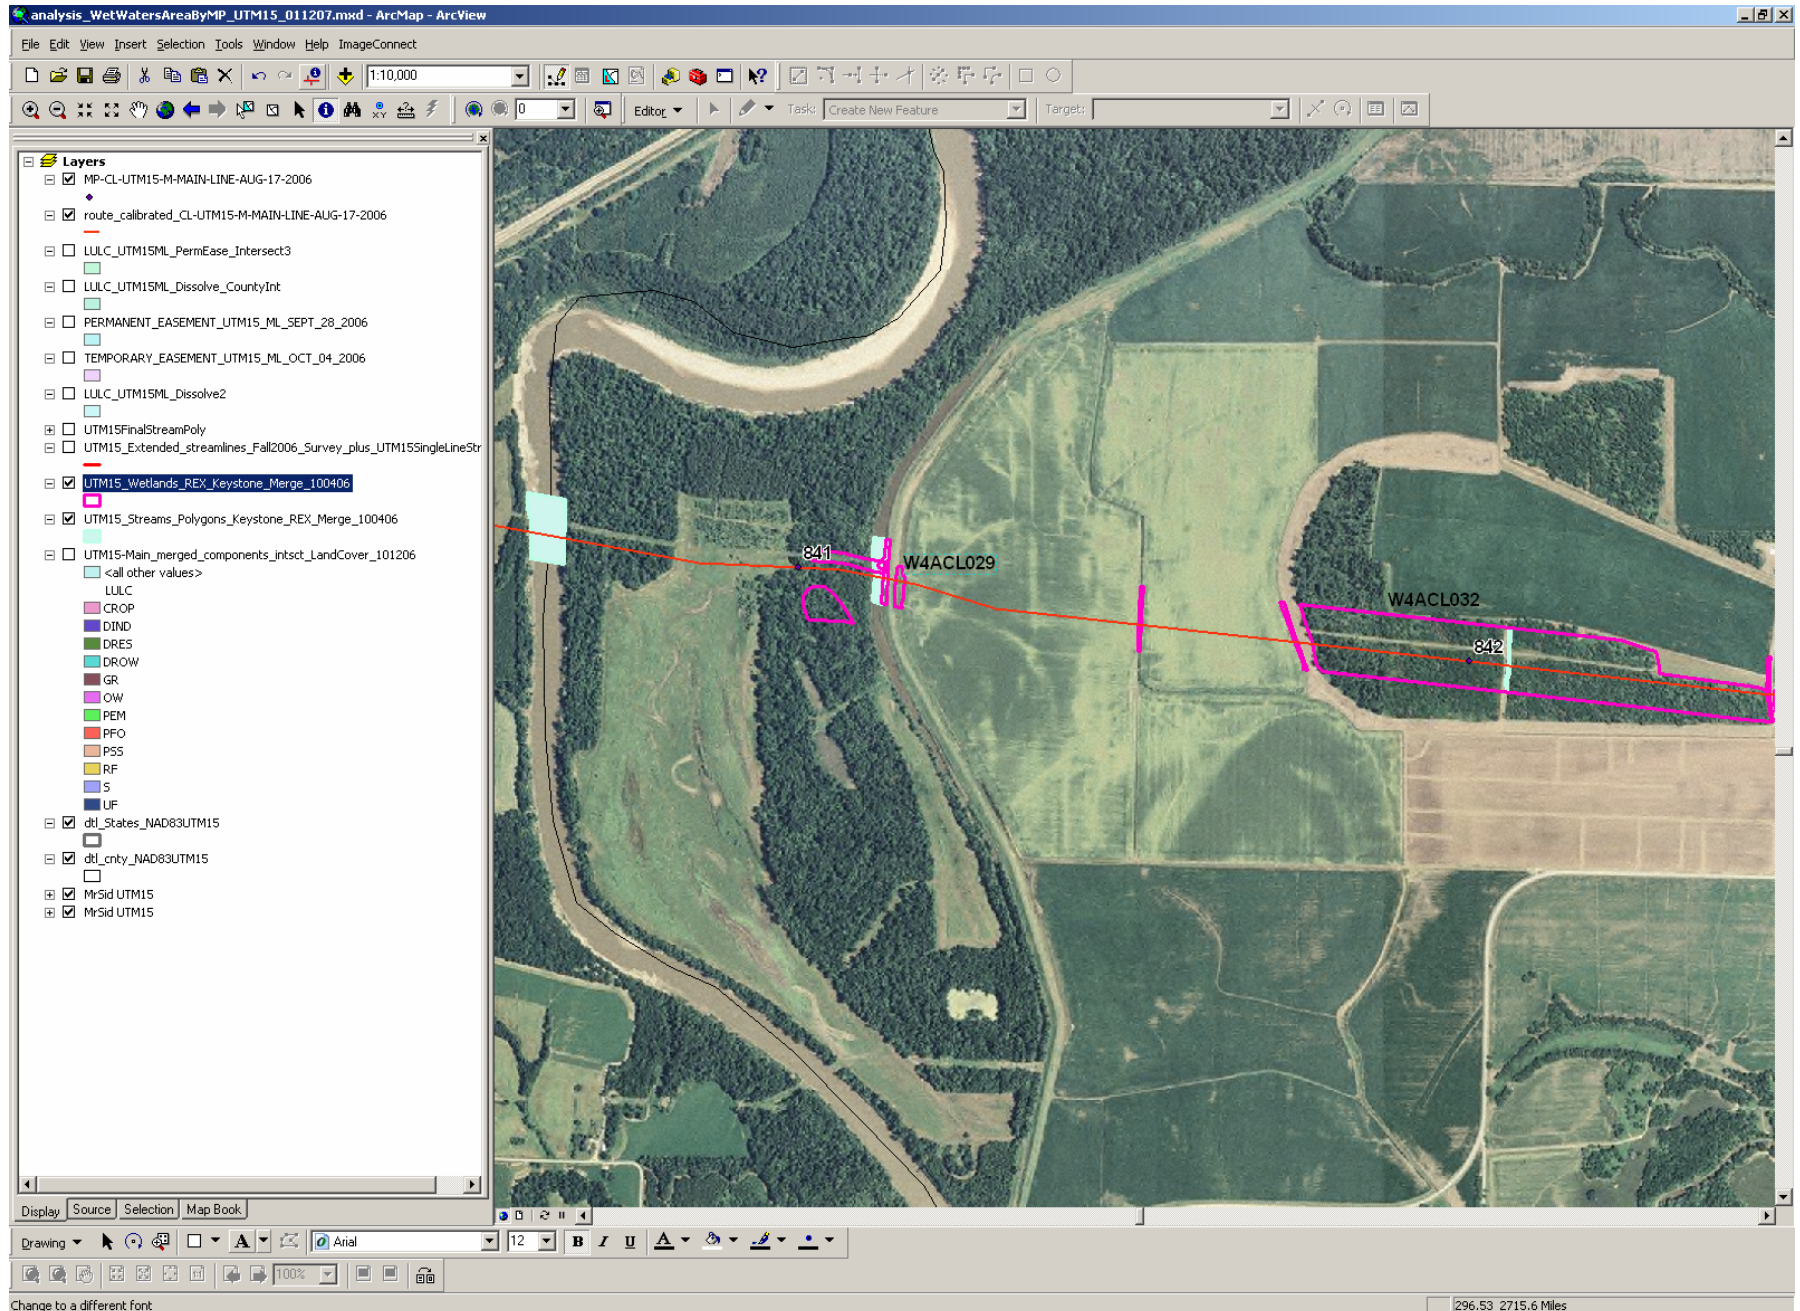 analysis_WetWatersAreaByMP_UTM15_011207.mxd - ArcMap - ArcView
File Edit View Insert Selection Tools Window Help ImageConnect
1:10,000
0 Editor Task: Create New Feature Target:
Layers
MP-CL-UTM15-M-MAIN-LINE-AUG-17-2006
route_calibrated_CL-UTM15-M-MAIN-LINE-AUG-17-2006
LULC_UTM15ML_PermEase_Intersect3
LULC_UTM15ML_Dissolve_CountyInt
PERMANENT_EASEMENT_UTM15_ML_SEPT_28_2006
TEMPORARY_EASEMENT_UTM15_ML_OCT_04_2006
LULC_UTM15ML_Dissolve2
UTM15FinalStreamPoly
UTM15_Extended_streamlines_Fall2006_Survey_plus_UTM15SingleLineStr
UTM15_Wetlands_REX_Keystone_Merge_100406
UTM15_Streams_Polygons_Keystone_REX_Merge_100406
UTM15-Main_merged_components_intsct_LandCover_101206
<all other values>
LULC
CROP
DIND
DRES
DROW
GR
OW
PEM
PFO
PSS
RF
S
UF
dtl_States_NAD83UTM15
dtl_cnty_NAD83UTM15
MrSid UTM15
MrSid UTM15
841
W4ACL029
W4ACL032
842
Display Source Selection Map Book
Drawing A Arial 12 B I U A
100%
Change to a different font
296.53 2715.6 Miles